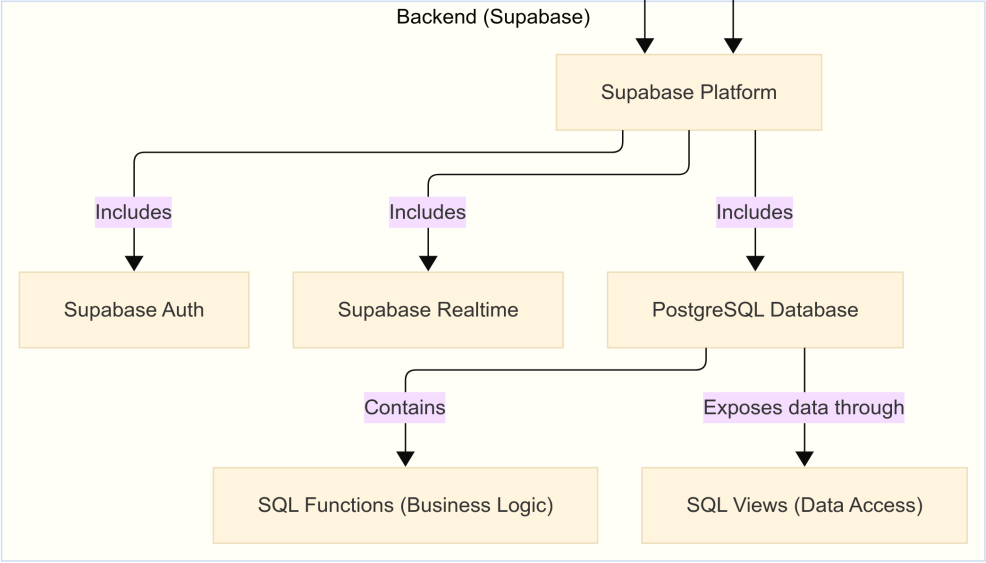 Backend (Supabase)
Supabase Platform
Includes
Includes
Includes
Supabase Auth
Supabase Realtime
PostgreSQL Database
Contains
Exposes data through
SQL Functions (Business Logic)
SQL Views (Data Access)